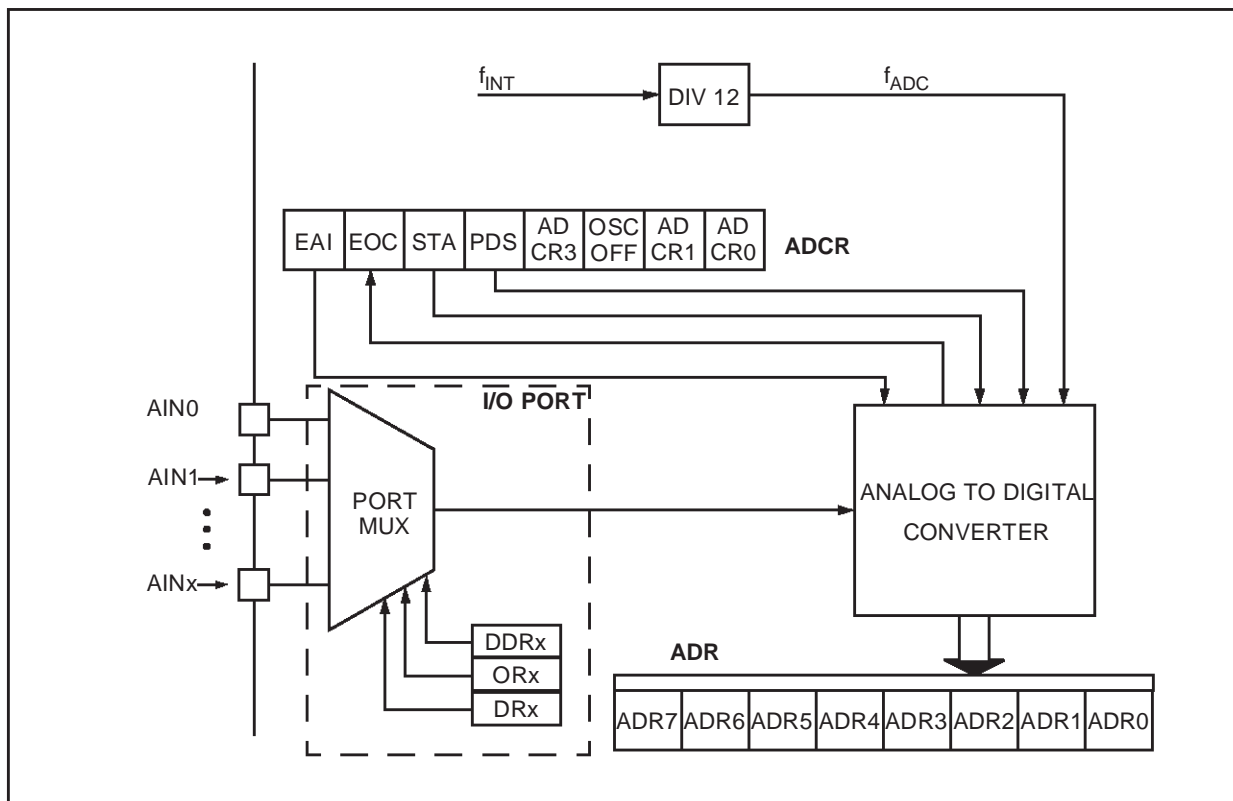 fINT
DIV 12
fADC
EAI
EOC
STA
PDS
AD
CR3
OSC
OFF
AD
CR1
AD
CR0
ADCR
I/O PORT
AIN0
AIN1
AINx
PORT
MUX
ANALOG TO DIGITAL
CONVERTER
DDRx
ORx
DRx
ADR
ADR7
ADR6
ADR5
ADR4
ADR3
ADR2
ADR1
ADR0